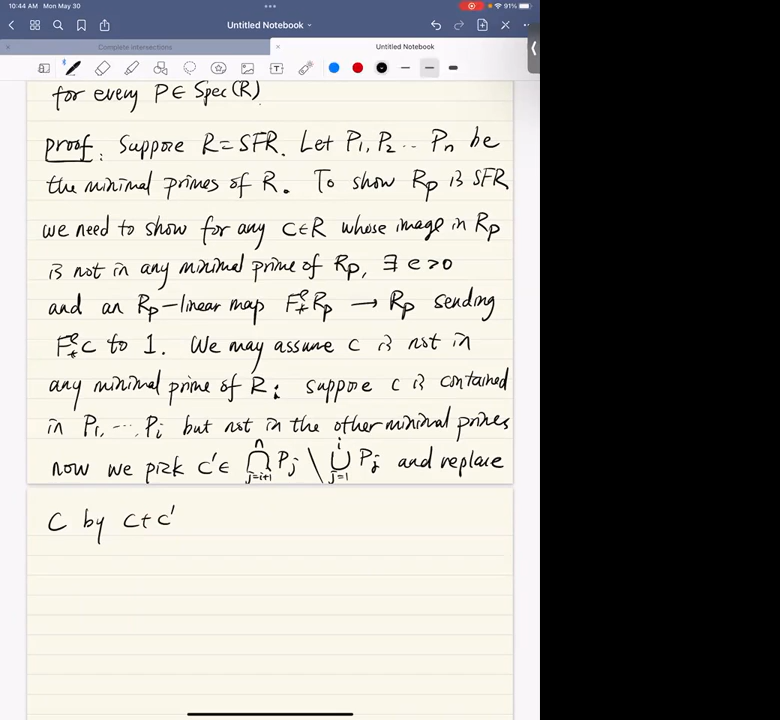 10:44 AM Mon May 30
91%
Untitled Notebook
Complete intersections
Untitled Notebook
for every P ∈ Spec(R)
proof: Suppose R = SFR. Let P₁, P₂ ... Pn be
the minimal primes of R. To show Rp is SFR
we need to show for any c∈R whose image in Rp
is not in any minimal prime of Rp, ∃ e>0
and an Rp-linear map F^e_* Rp → Rp sending
F^e_* c to 1. We may assume c is not in
any minimal prime of R: suppose c is contained
in P₁, ..., Pi but not in the other minimal primes
now we pick c' ∈ ⋂_{j=i+1}^{n} Pj \ ⋃_{j=1}^{i} Pj and replace
c by c+c'